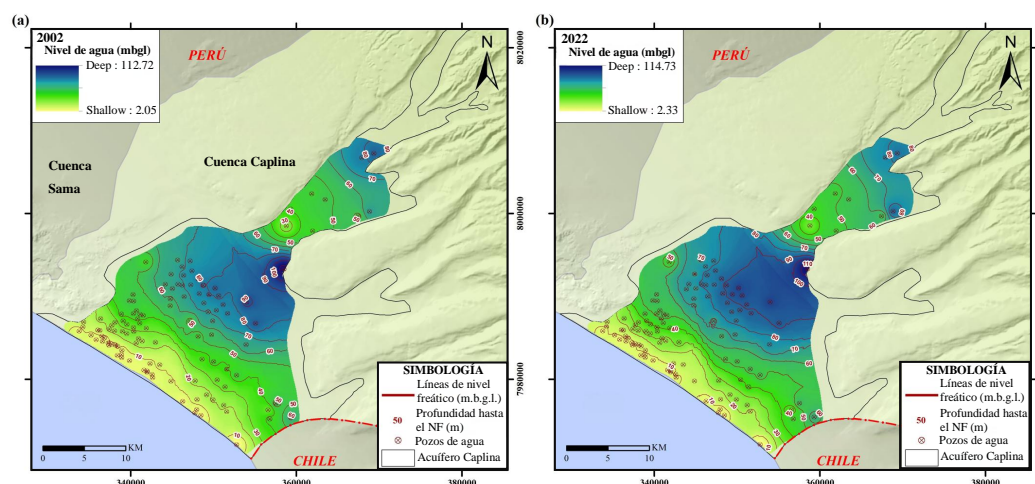 (a)
2002
Nivel de agua (mbgl)
Deep : 112.72
Shallow : 2.05
PERÚ
N
8020000
Cuenca
Sama
Cuenca Caplina
8000000
7980000
SIMBOLOGÍA
Líneas de nivel
freático (m.b.g.l.)
50
Profundidad hasta
el NF (m)
Pozos de agua
Acuífero Caplina
KM
0 5 10
CHILE
340000 360000 380000
(b)
2022
Nivel de agua (mbgl)
Deep : 114.73
Shallow : 2.33
PERÚ
N
8020000
8000000
7980000
SIMBOLOGÍA
Líneas de nivel
freático (m.b.g.l.)
50
Profundidad hasta
el NF (m)
Pozos de agua
Acuífero Caplina
KM
0 5 10
CHILE
340000 360000 380000